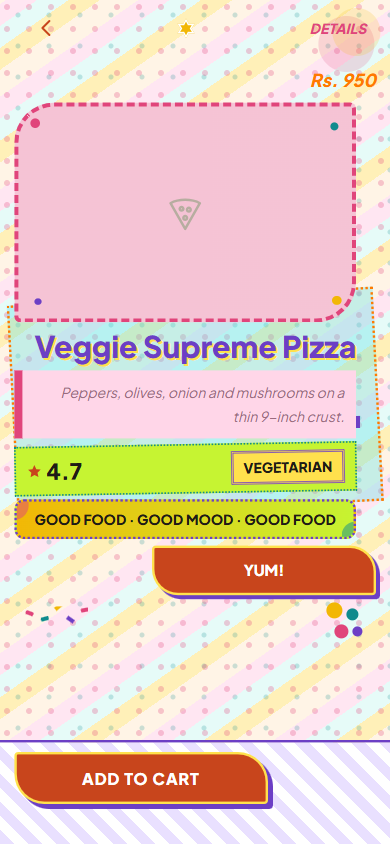 DETAILS
Rs. 950
Veggie Supreme Pizza
Peppers, olives, onion and mushrooms on a
thin 9-inch crust.
4.7
VEGETARIAN
GOOD FOOD · GOOD MOOD · GOOD FOOD
YUM!
ADD TO CART